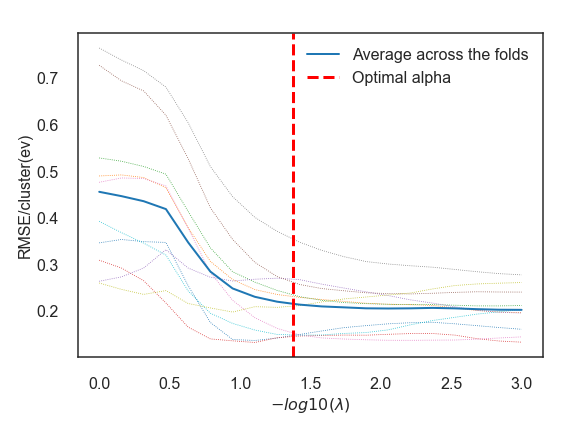 Average across the folds
Optimal alpha
RMSE/cluster(ev)
0.7
0.6
0.5
0.4
0.3
0.2
0.0 0.5 1.0 1.5 2.0 2.5 3.0
−log10(λ)